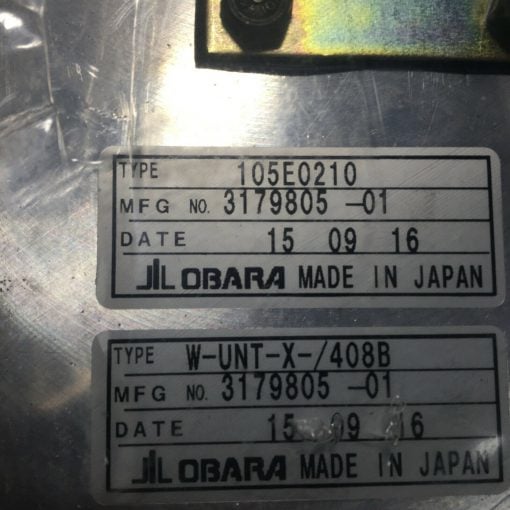 TYPE 105E0210
MFG NO. 3179805 -01
DATE 15 09 16
OBARA MADE IN JAPAN
TYPE W-UNT-X-/408B
MFG NO. 3179805 -01
DATE 15 09 16
OBARA MADE IN JAPAN